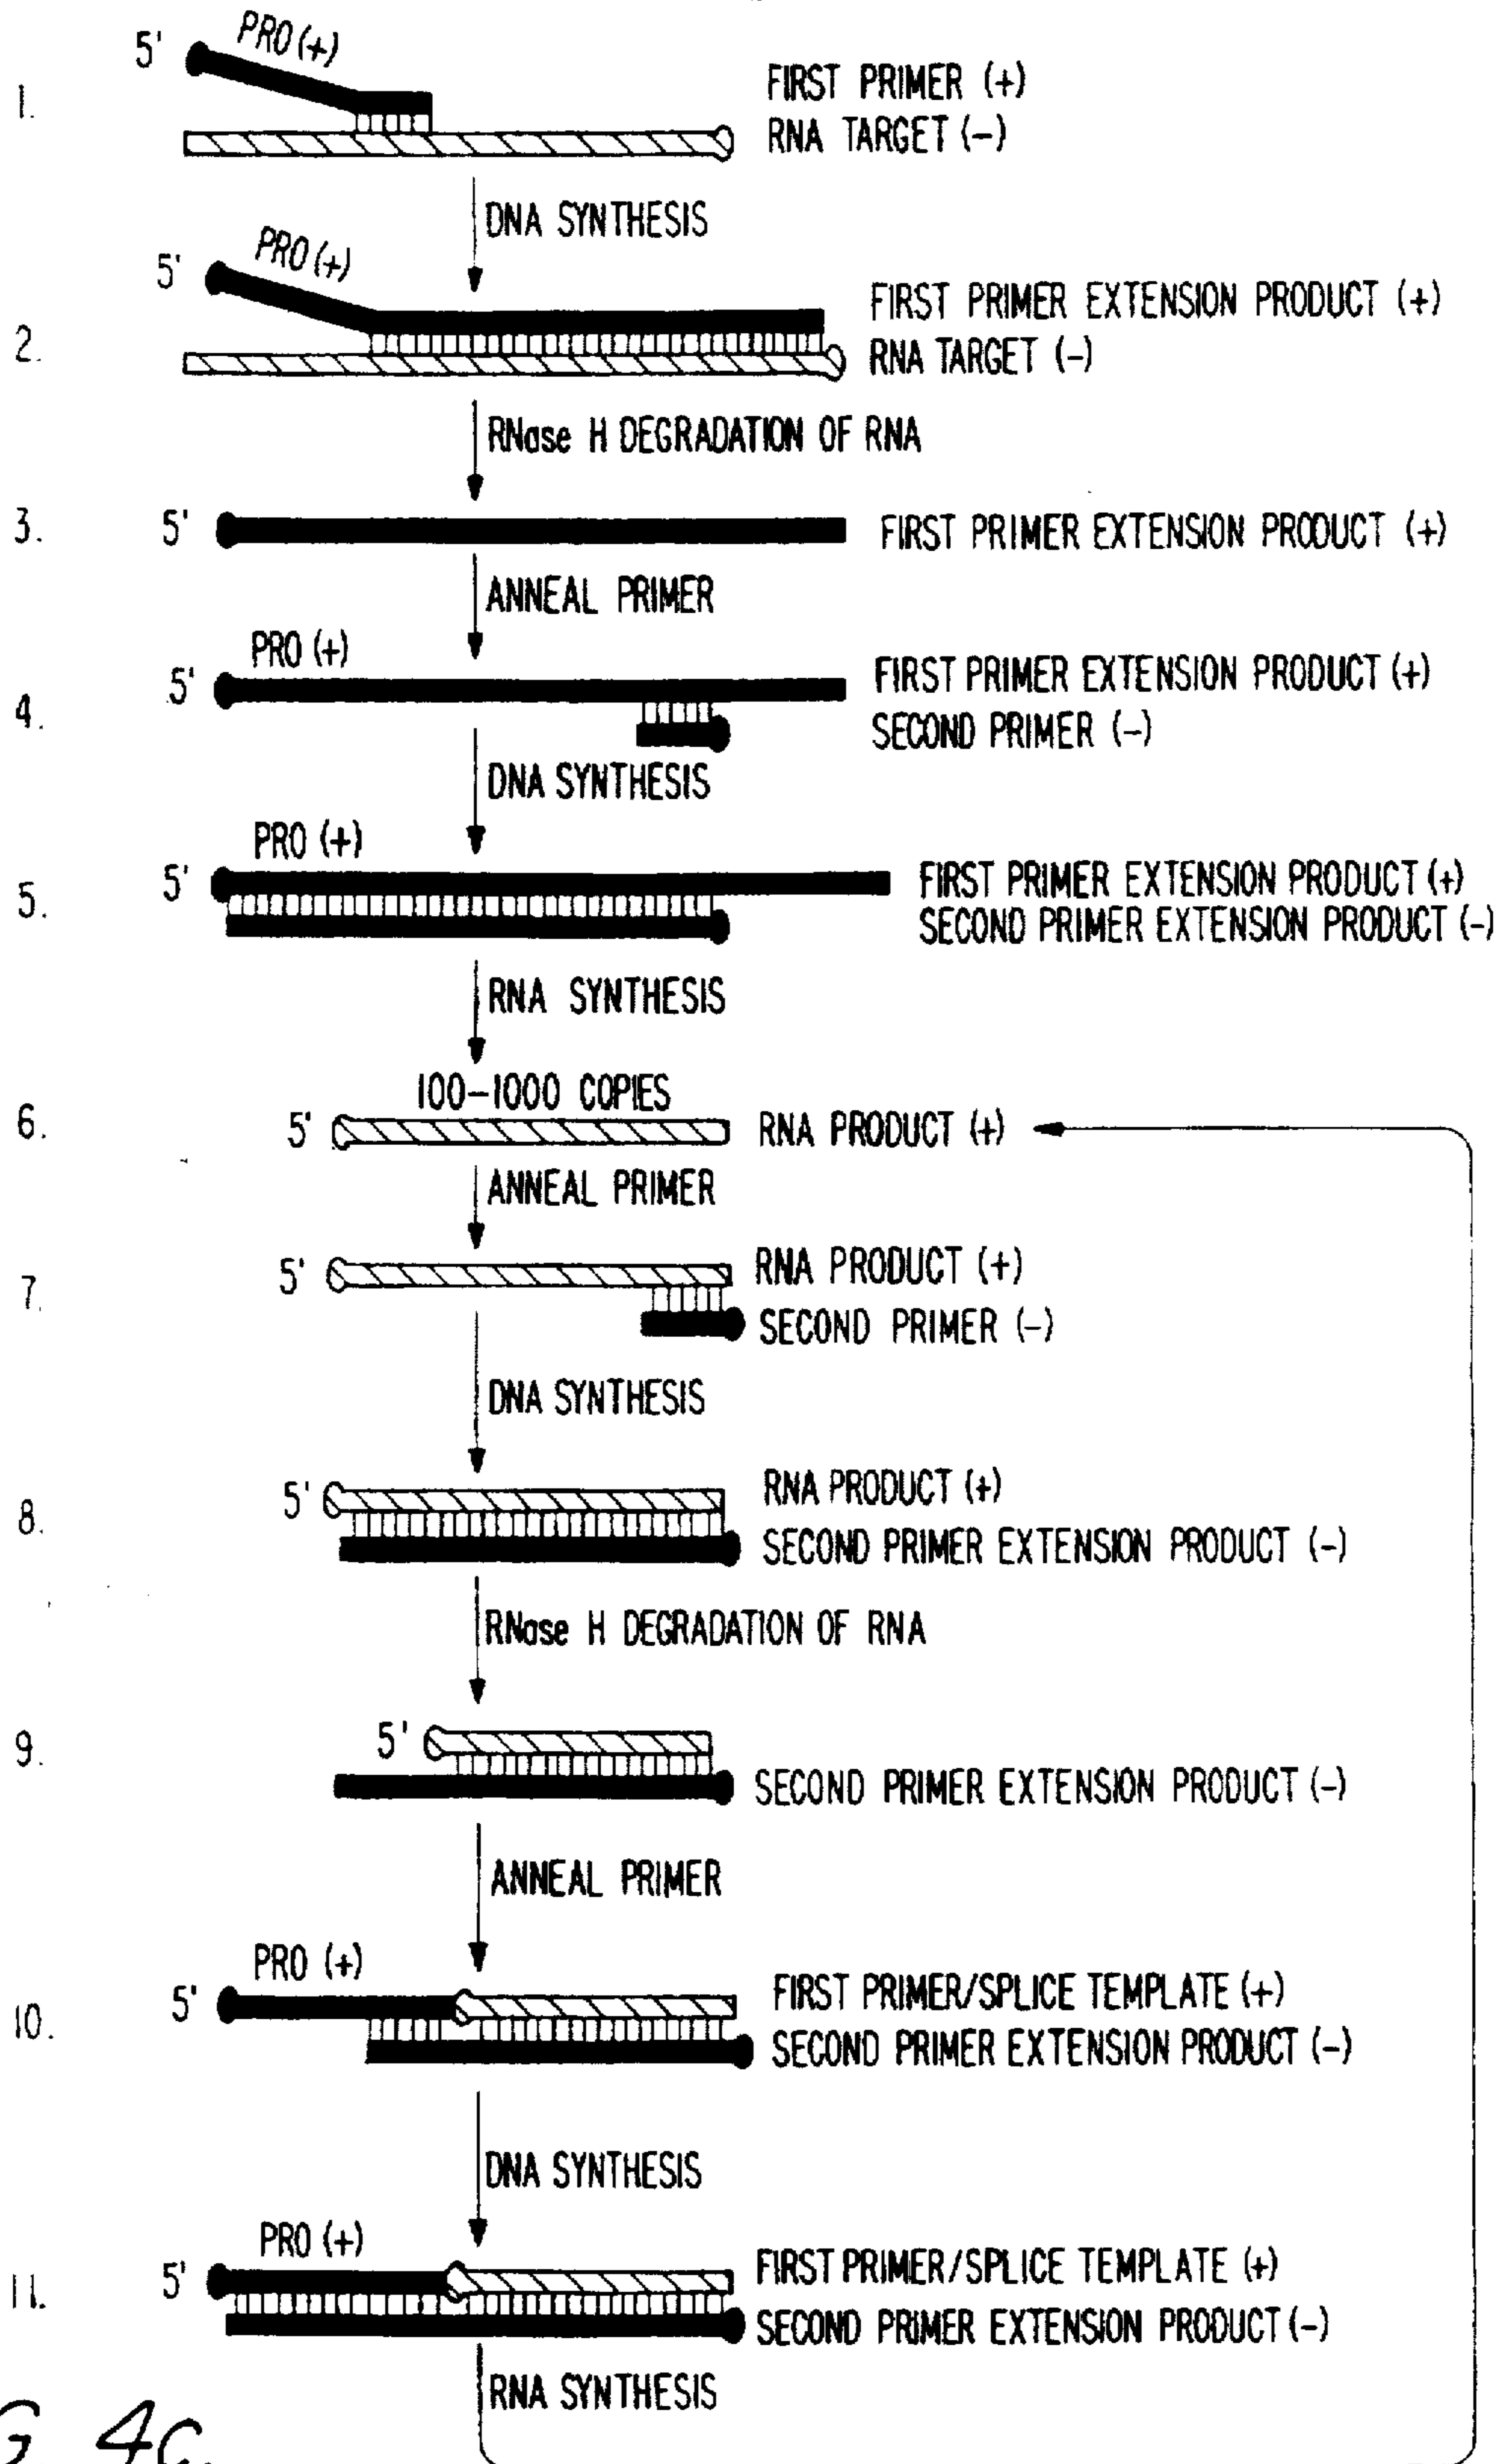 5' PRO (+)
1. FIRST PRIMER (+)
RNA TARGET (-)
DNA SYNTHESIS
5' PRO (+)
2. FIRST PRIMER EXTENSION PRODUCT (+)
RNA TARGET (-)
RNase H DEGRADATION OF RNA
3. 5' FIRST PRIMER EXTENSION PRODUCT (+)
ANNEAL PRIMER
PRO (+)
4. 5' FIRST PRIMER EXTENSION PRODUCT (+)
SECOND PRIMER (-)
DNA SYNTHESIS
PRO (+)
5. 5' FIRST PRIMER EXTENSION PRODUCT (+)
SECOND PRIMER EXTENSION PRODUCT (-)
RNA SYNTHESIS
100-1000 COPIES
6. 5' RNA PRODUCT (+)
ANNEAL PRIMER
7. 5' RNA PRODUCT (+)
SECOND PRIMER (-)
DNA SYNTHESIS
8. 5' RNA PRODUCT (+)
SECOND PRIMER EXTENSION PRODUCT (-)
RNase H DEGRADATION OF RNA
9. 5'
SECOND PRIMER EXTENSION PRODUCT (-)
ANNEAL PRIMER
PRO (+)
10. 5' FIRST PRIMER/SPLICE TEMPLATE (+)
SECOND PRIMER EXTENSION PRODUCT (-)
DNA SYNTHESIS
PRO (+)
11. 5' FIRST PRIMER/SPLICE TEMPLATE (+)
SECOND PRIMER EXTENSION PRODUCT (-)
RNA SYNTHESIS
4C.